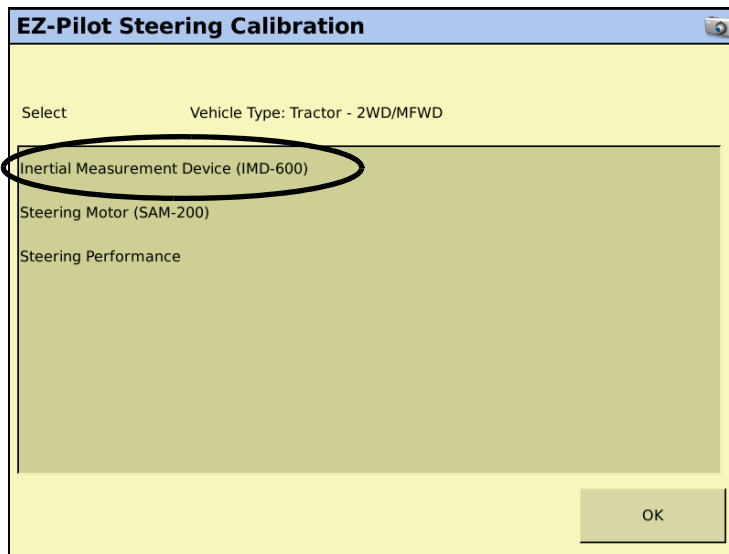 EZ-Pilot Steering Calibration
Select Vehicle Type: Tractor - 2WD/MFWD
Inertial Measurement Device (IMD-600)
Steering Motor (SAM-200)
Steering Performance
OK